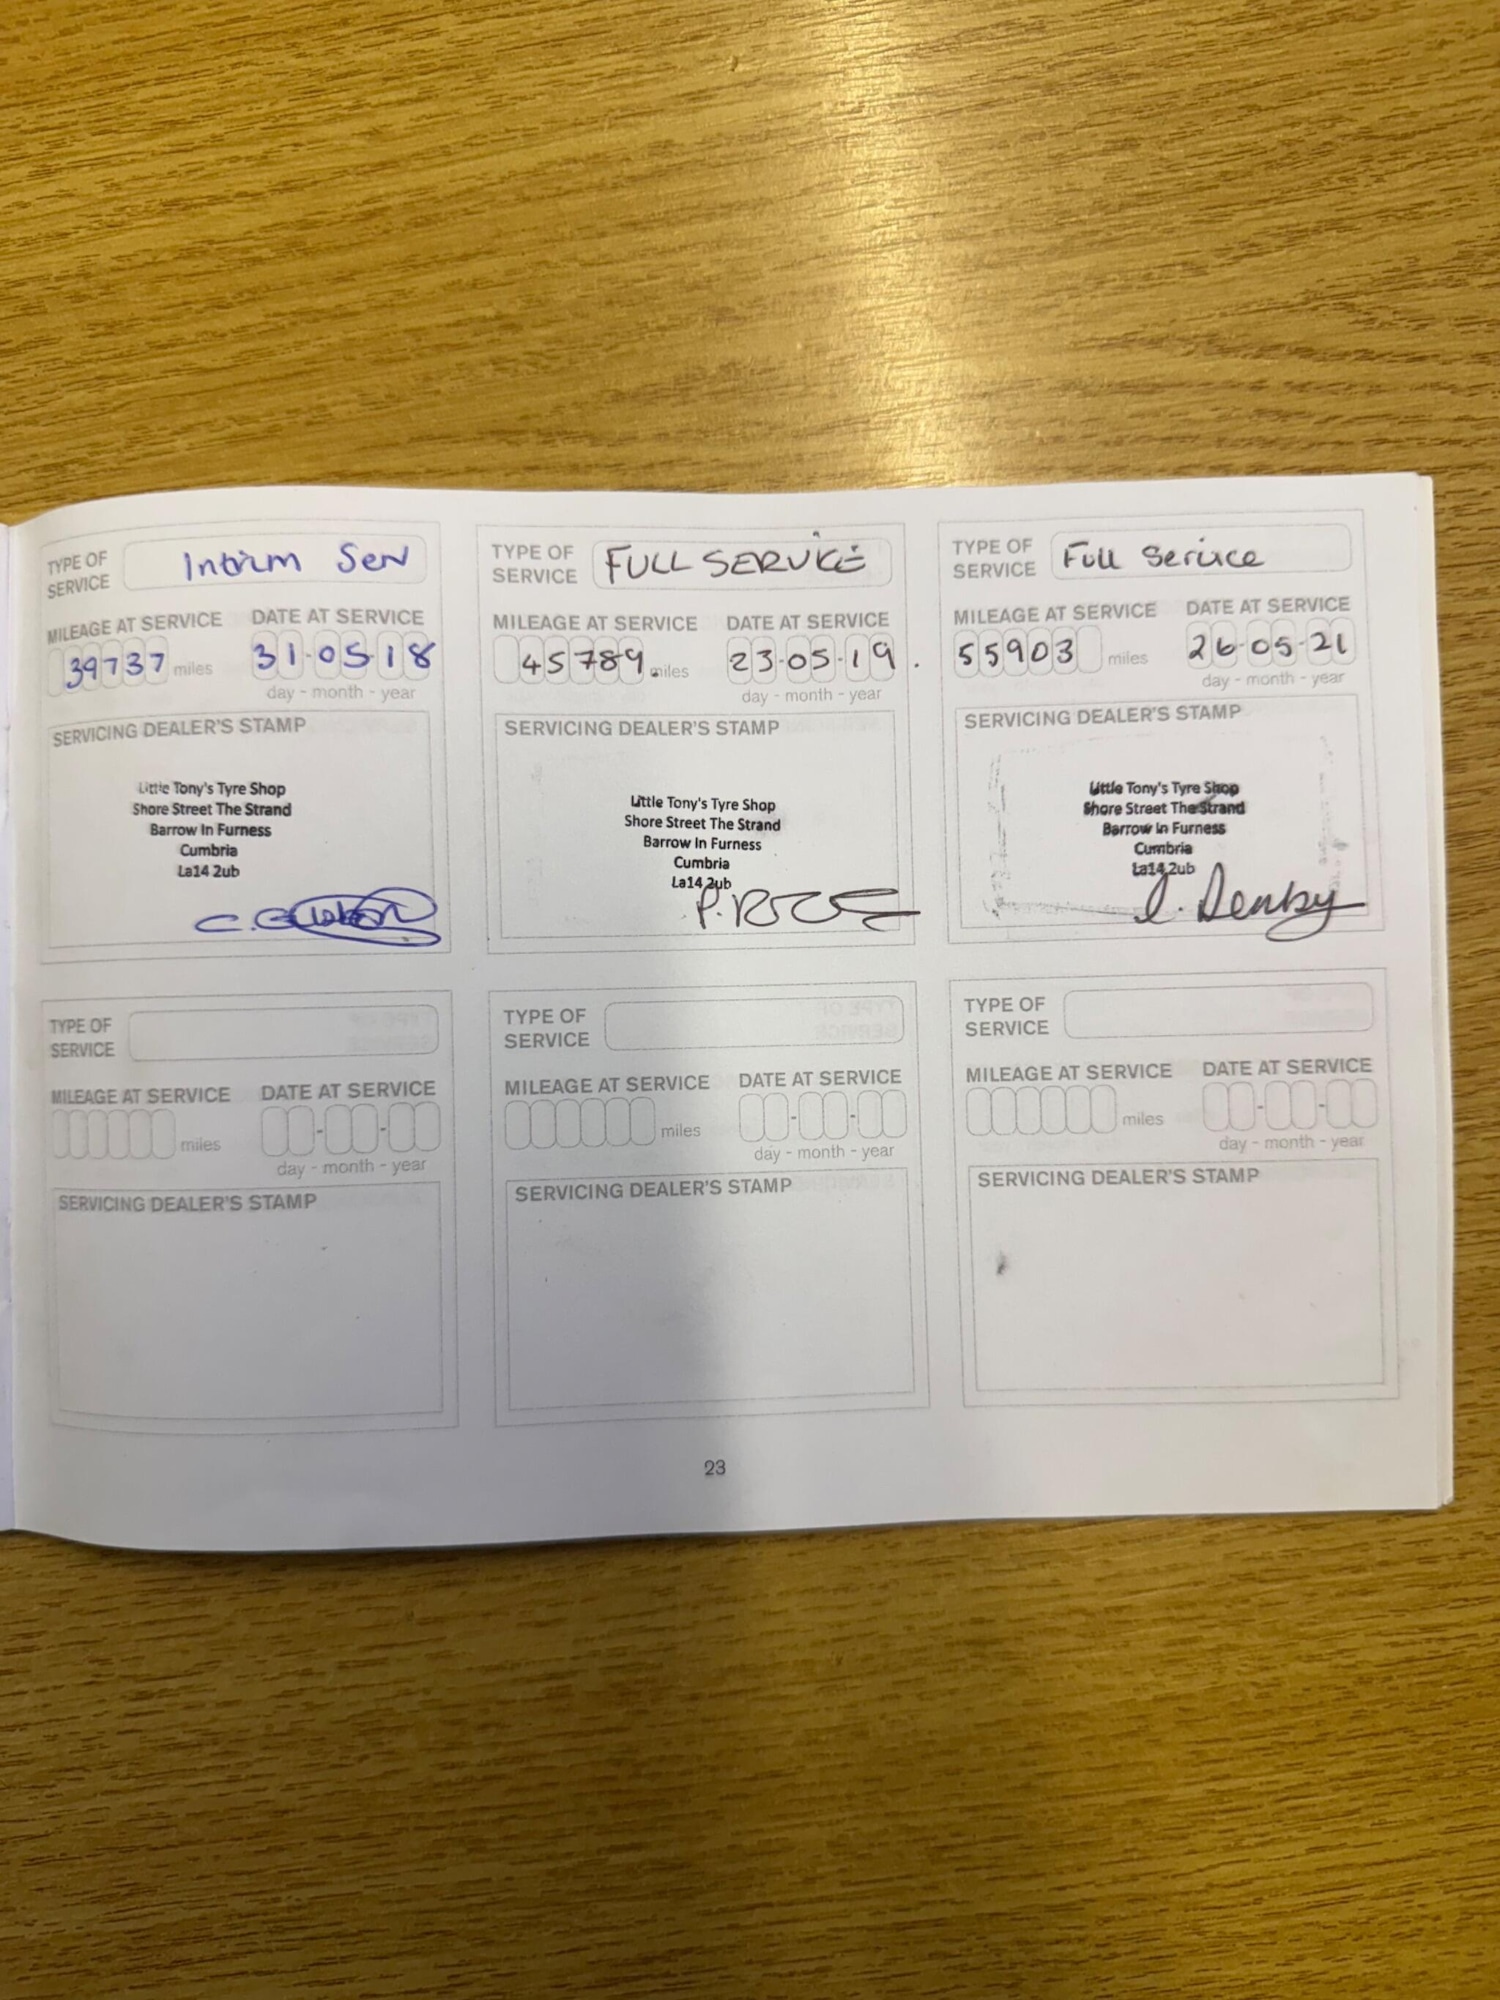 TYPE OF
SERVICE
Intrim Serv
MILEAGE AT SERVICE
DATE AT SERVICE
39737 miles
31-05-18
day - month - year
SERVICING DEALER'S STAMP
Little Tony's Tyre Shop
Shore Street The Strand
Barrow In Furness
Cumbria
La14 2ub
TYPE OF
SERVICE
FULL SERVICE
MILEAGE AT SERVICE
DATE AT SERVICE
45789 miles
23-05-19
day - month - year
SERVICING DEALER'S STAMP
Little Tony's Tyre Shop
Shore Street The Strand
Barrow In Furness
Cumbria
La14 2ub
TYPE OF
SERVICE
Full Service
MILEAGE AT SERVICE
DATE AT SERVICE
55903 miles
26-05-21
day - month - year
SERVICING DEALER'S STAMP
Little Tony's Tyre Shop
Shore Street The Strand
Barrow In Furness
Cumbria
La14 2ub
Denby
TYPE OF
SERVICE
MILEAGE AT SERVICE
DATE AT SERVICE
miles
day - month - year
SERVICING DEALER'S STAMP
TYPE OF
SERVICE
MILEAGE AT SERVICE
DATE AT SERVICE
miles
day - month - year
SERVICING DEALER'S STAMP
TYPE OF
SERVICE
MILEAGE AT SERVICE
DATE AT SERVICE
miles
day - month - year
SERVICING DEALER'S STAMP
23